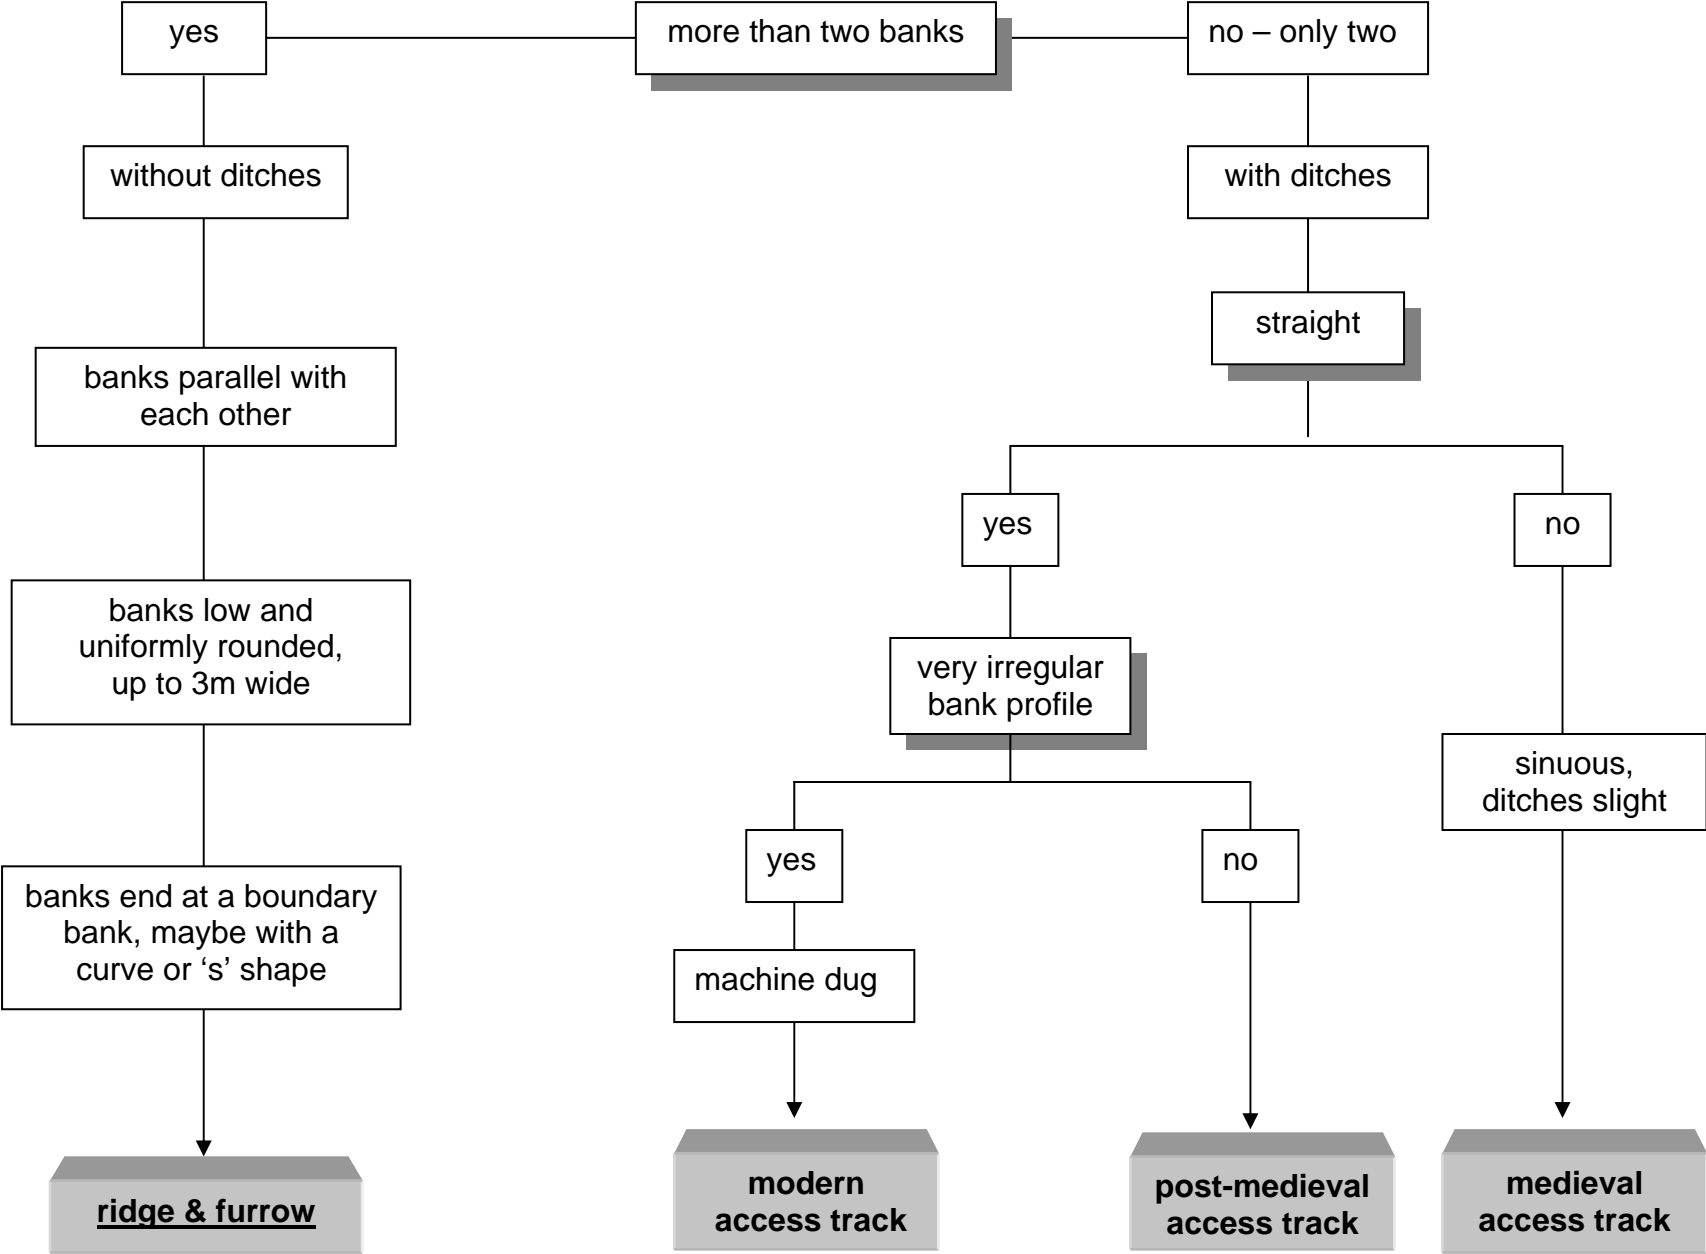 yes
more than two banks
no – only two
without ditches
with ditches
straight
banks parallel with
each other
yes
no
banks low and
uniformly rounded,
up to 3m wide
very irregular
bank profile
sinuous,
ditches slight
yes
no
banks end at a boundary
bank, maybe with a
curve or ‘s’ shape
machine dug
ridge & furrow
modern
access track
post-medieval
access track
medieval
access track